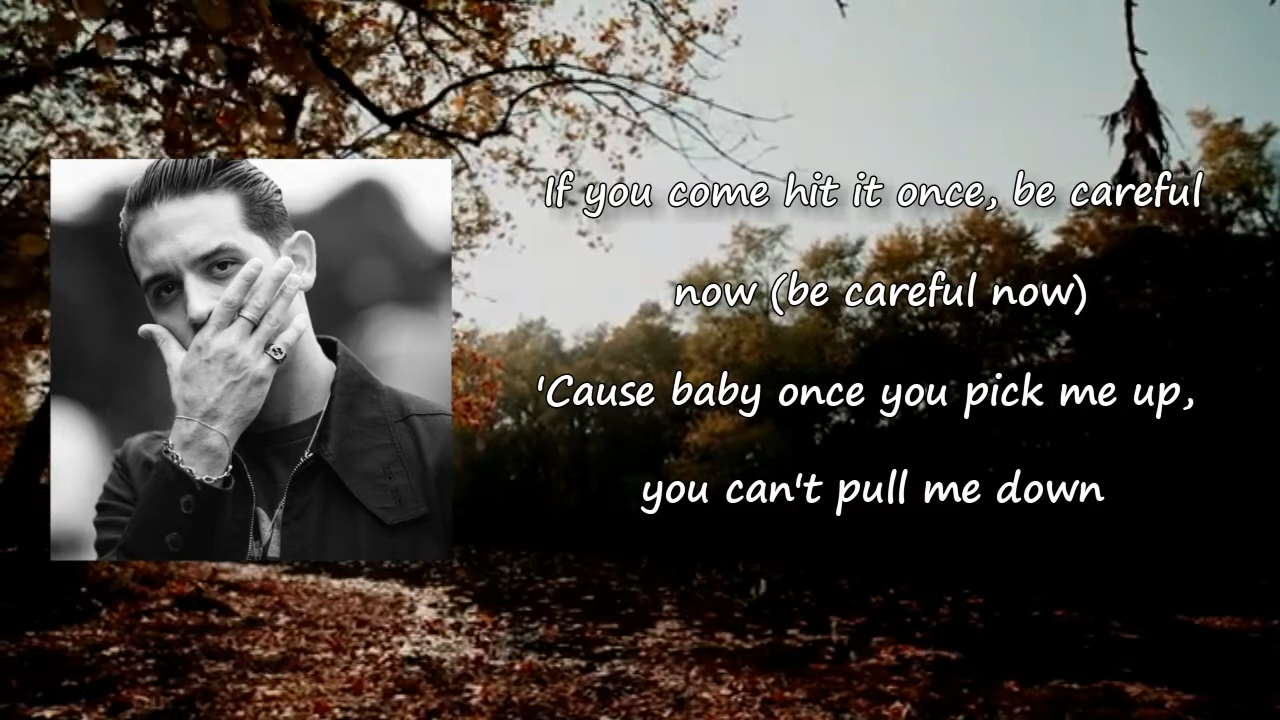 If you come hit it once, be careful
now (be careful now)
'Cause baby once you pick me up,
you can't pull me down